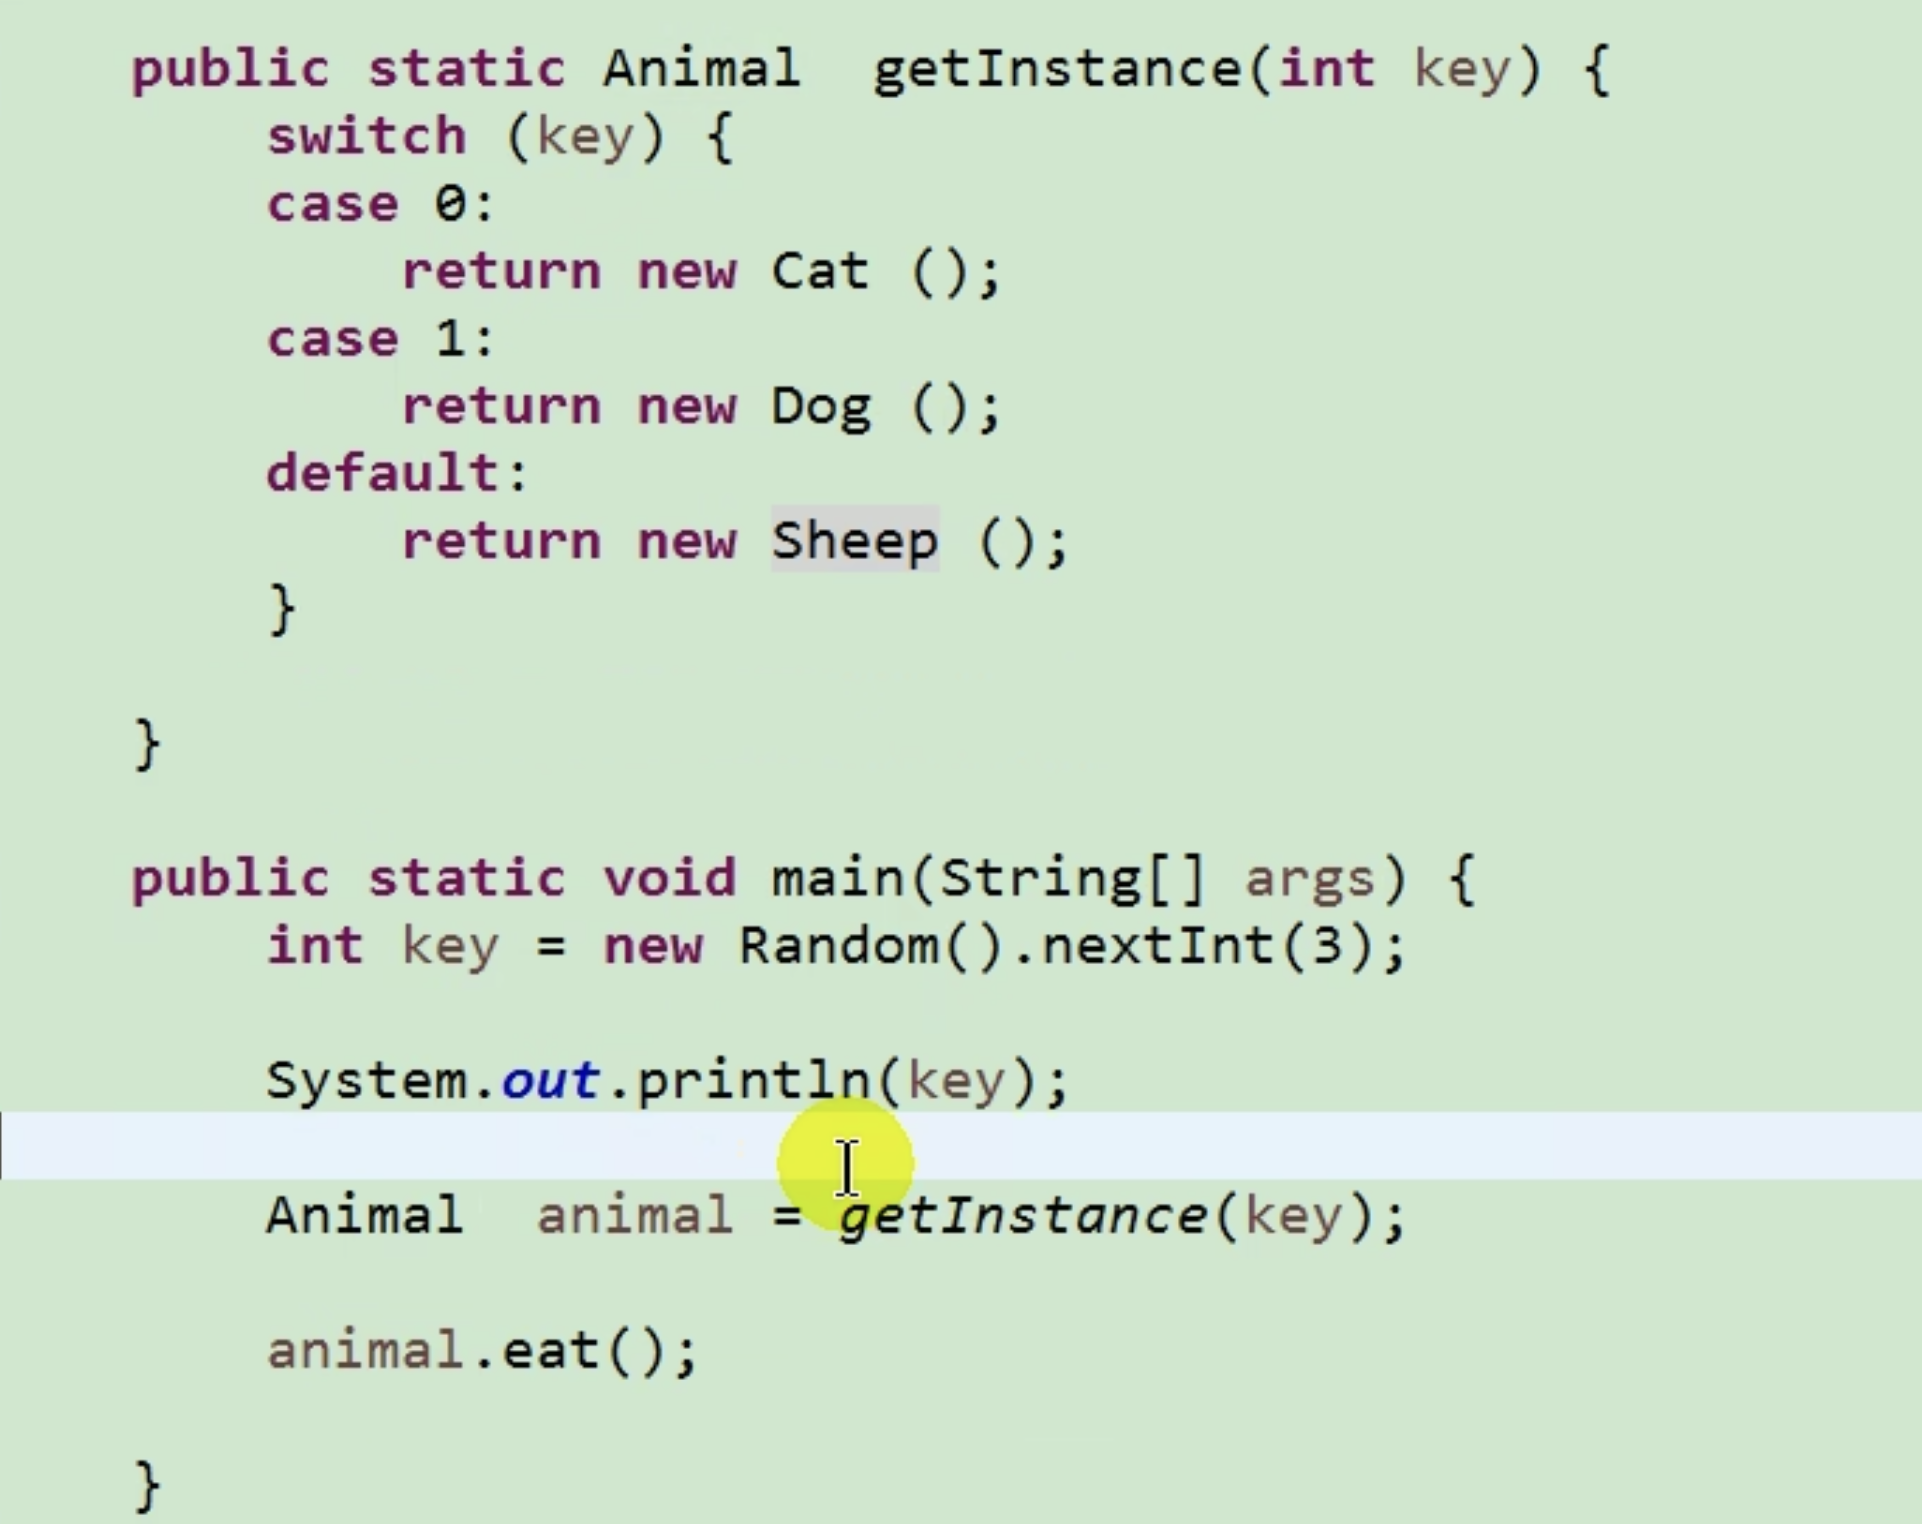 public static Animal  getInstance(int key) {
switch (key) {
case 0:
return new Cat ();
case 1:
return new Dog ();
default:
return new Sheep ();
}
}
public static void main(String[] args) {
int key = new Random().nextInt(3);
System.out.println(key);
Animal  animal = getInstance(key);
animal.eat();
}